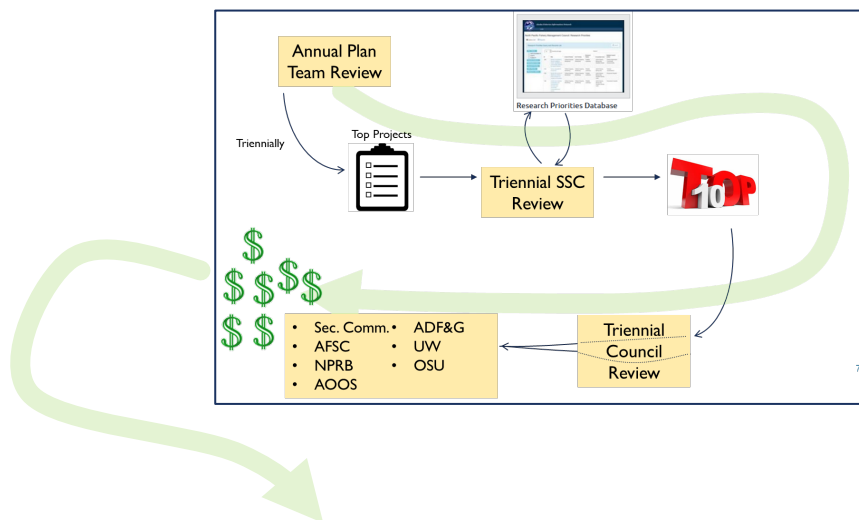 Annual Plan
Team Review
Research Priorities Database
Triennially
Top Projects
Triennial SSC
Review
TOP
10
$
$ $ $ $
$ $
• Sec. Comm.
• AFSC
• NPRB
• AOOS
• ADF&G
• UW
• OSU
Triennial
Council
Review
7